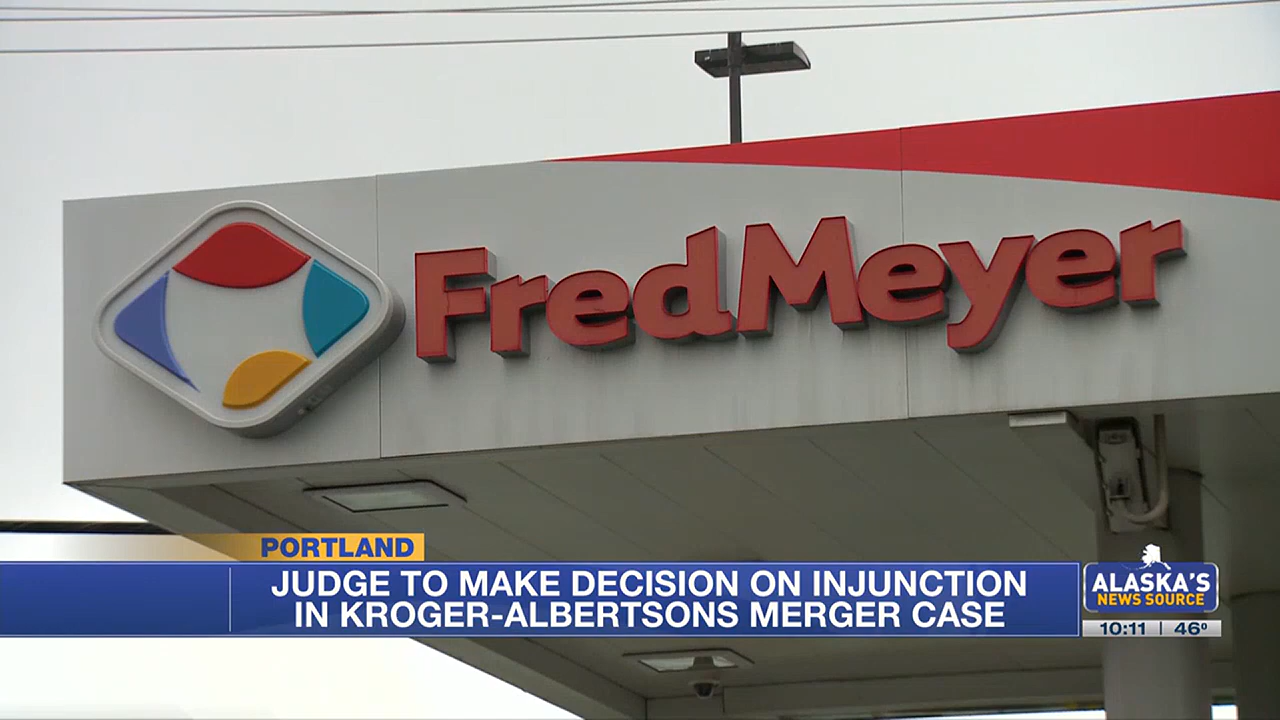 FredMeyer
PORTLAND
JUDGE TO MAKE DECISION ON INJUNCTION
IN KROGER-ALBERTSONS MERGER CASE
ALASKA'S
NEWS SOURCE
10:11 | 46°